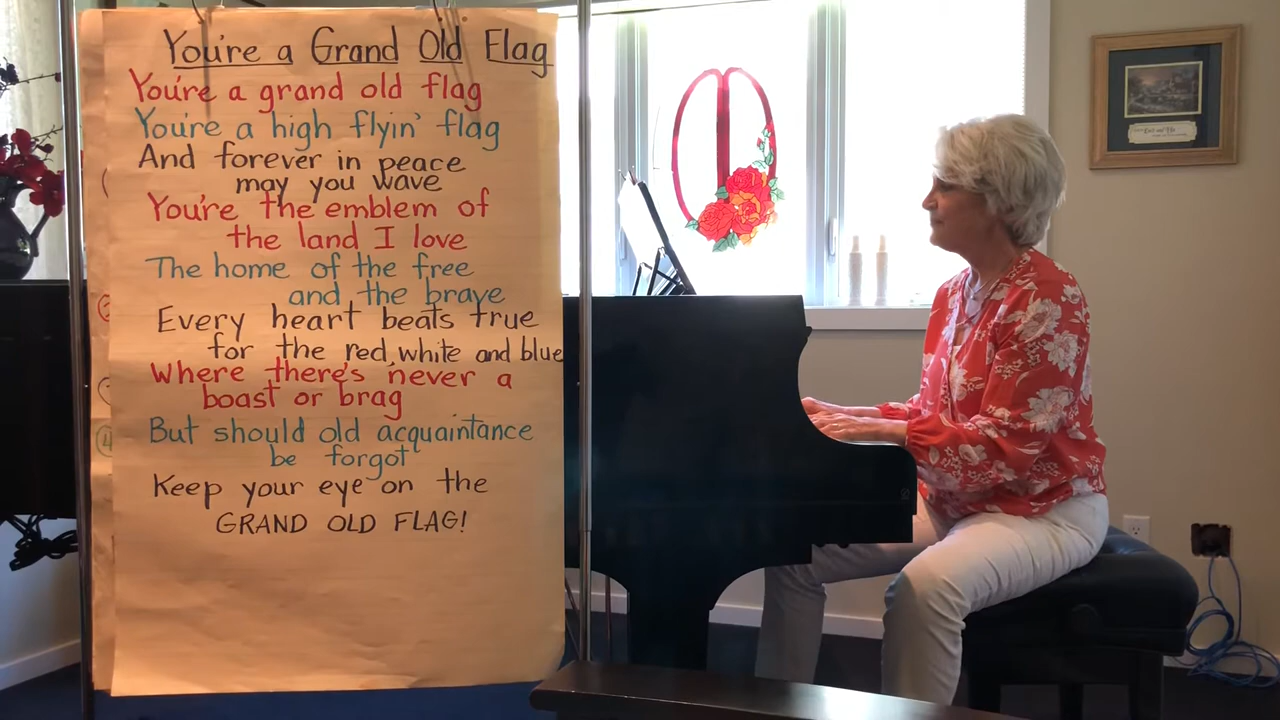 You're a Grand Old Flag
You're a grand old flag
You're a high flyin' flag
And forever in peace
may you wave
You're the emblem of
the land I love
The home of the free
and the brave
Every heart beats true
for the red, white and blue
Where there's never a
boast or brag
But should old acquaintance
be forgot
Keep your eye on the
GRAND OLD FLAG!